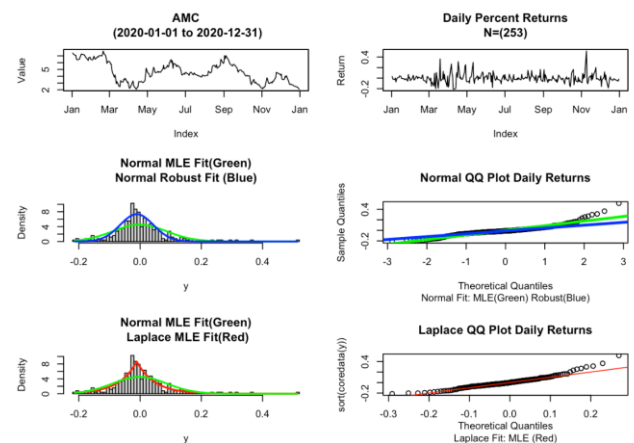 AMC
(2020-01-01 to 2020-12-31)
Value
5
2
Jan Mar May Jul Sep Nov Jan
Index
Daily Percent Returns
N=(253)
Return
0.4
-0.2
Jan Mar May Jul Sep Nov Jan
Index
Normal MLE Fit(Green)
Normal Robust Fit (Blue)
Density
8
4
0
-0.2 0.0 0.2 0.4
y
Normal QQ Plot Daily Returns
Sample Quantiles
0.4
-0.2
-3 -2 -1 0 1 2 3
Theoretical Quantiles
Normal Fit: MLE(Green) Robust(Blue)
Normal MLE Fit(Green)
Laplace MLE Fit(Red)
Density
8
4
0
-0.2 0.0 0.2 0.4
y
Laplace QQ Plot Daily Returns
sort(coredata(y))
0.4
-0.2
-0.3 -0.2 -0.1 0.0 0.1 0.2 0.3
Theoretical Quantiles
Laplace Fit: MLE (Red)